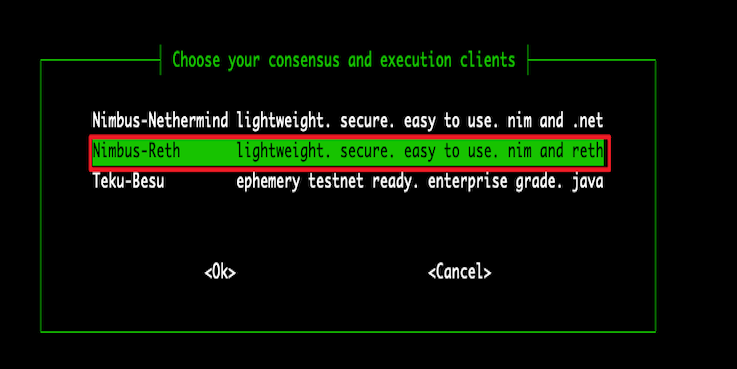 Choose your consensus and execution clients
Nimbus-Nethermind lightweight. secure. easy to use. nim and .net
Nimbus-Reth lightweight. secure. easy to use. nim and reth
Teku-Besu ephemery testnet ready. enterprise grade. java
<Ok> <Cancel>